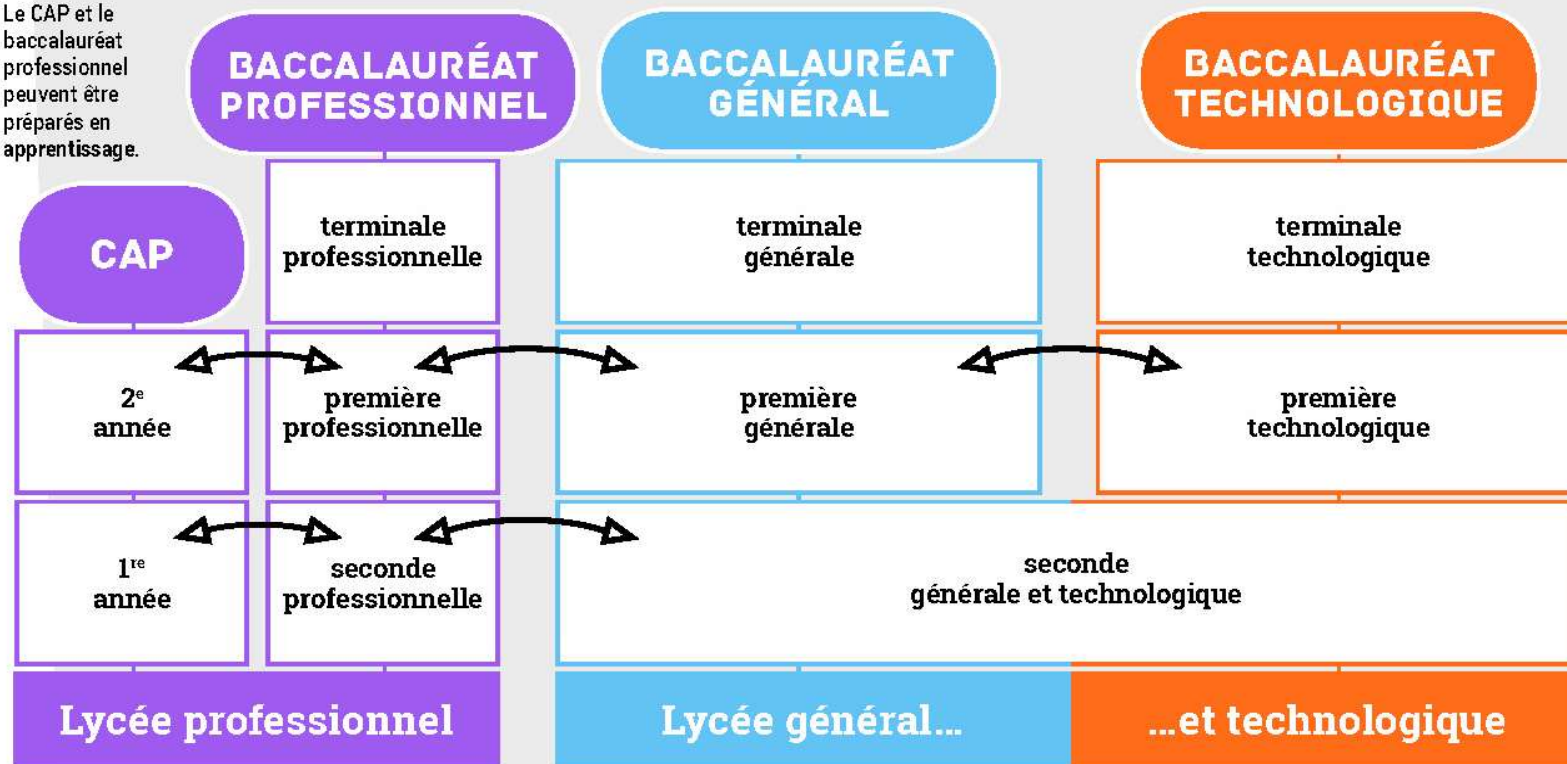 Le CAP et le
baccalauréat
professionnel
peuvent être
préparés en
apprentissage.
BACCALAURÉAT
PROFESSIONNEL
BACCALAURÉAT
GÉNÉRAL
BACCALAURÉAT
TECHNOLOGIQUE
CAP
terminale
professionnelle
terminale
générale
terminale
technologique
2e
année
première
professionnelle
première
générale
première
technologique
1re
année
seconde
professionnelle
seconde
générale et technologique
Lycée professionnel
Lycée général...
...et technologique